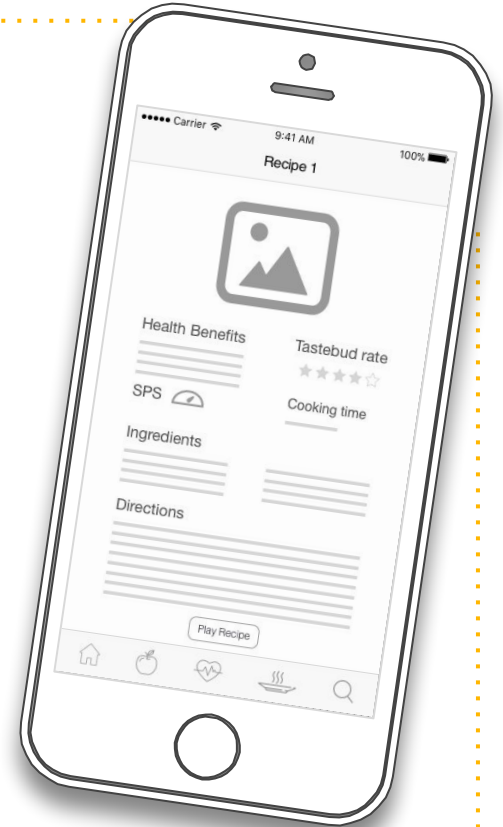 Carrier 9:41 AM 100%
Recipe 1
Health Benefits
Tastebud rate
SPS
Cooking time
Ingredients
Directions
Play Recipe